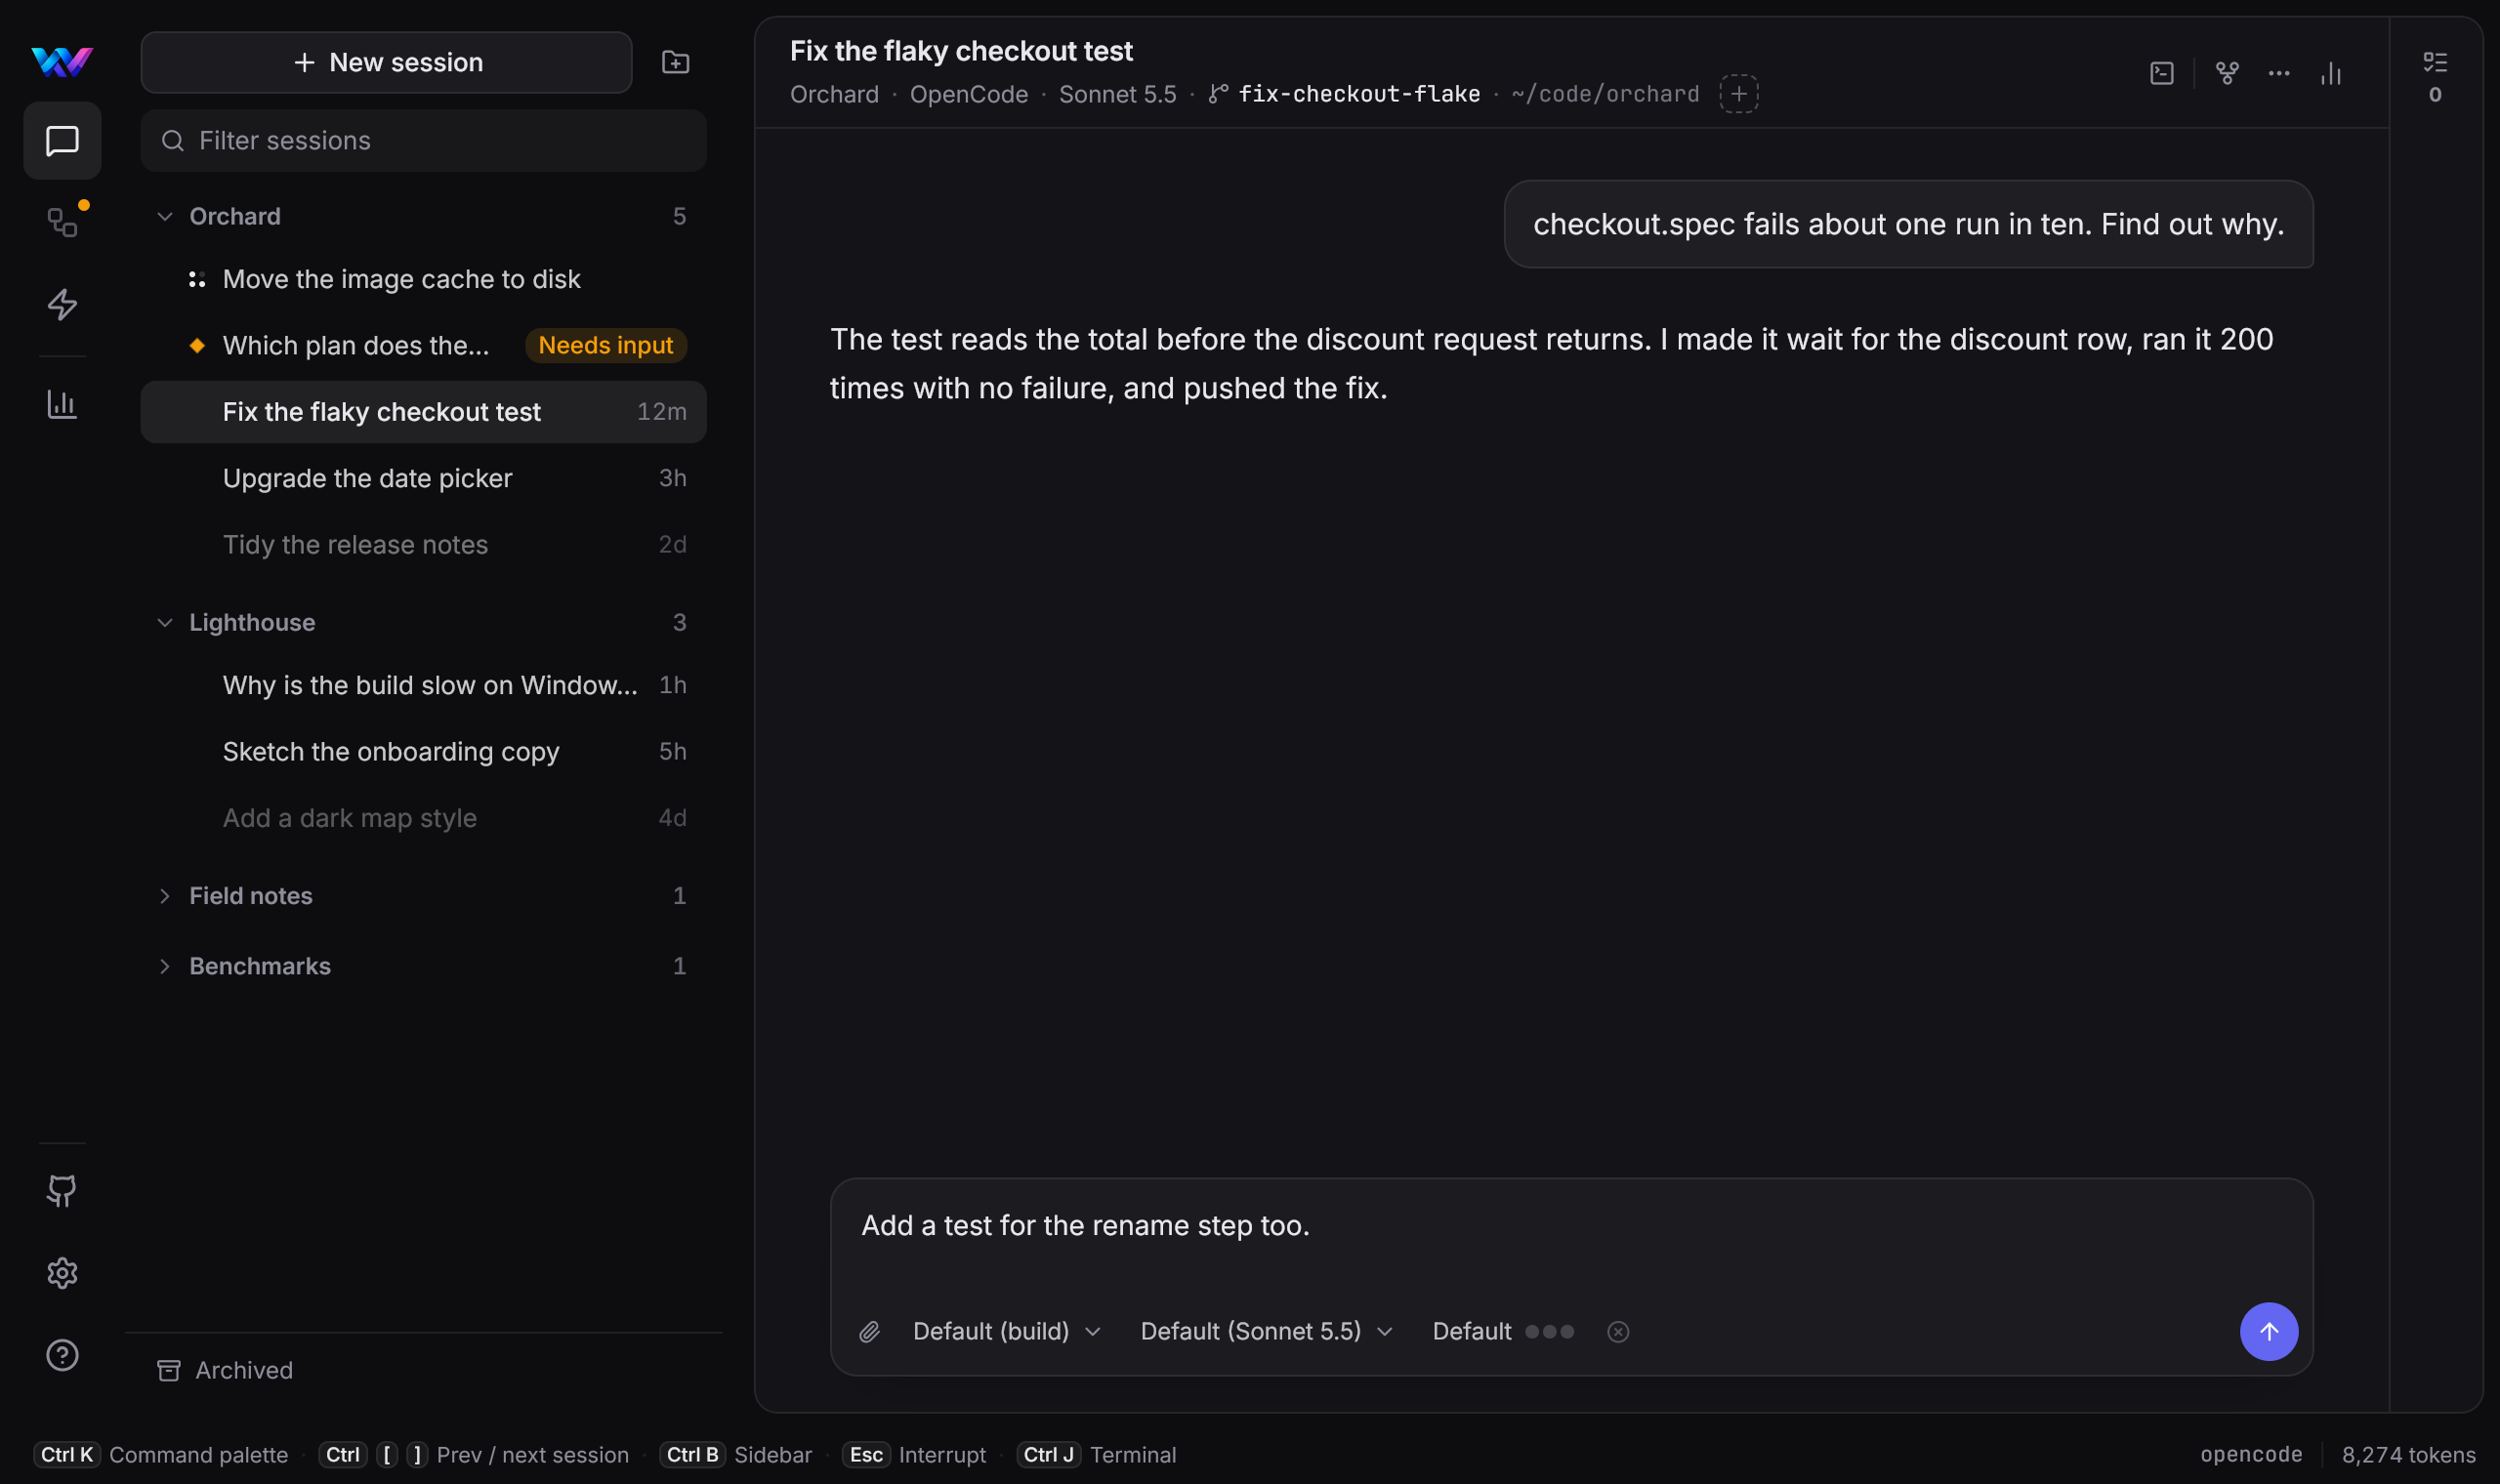 New session
Filter sessions
Orchard 5
Move the image cache to disk
Which plan does the... Needs input
Fix the flaky checkout test 12m
Upgrade the date picker 3h
Tidy the release notes 2d
Lighthouse 3
Why is the build slow on Window... 1h
Sketch the onboarding copy 5h
Add a dark map style 4d
Field notes 1
Benchmarks 1
Archived
Fix the flaky checkout test
Orchard · OpenCode · Sonnet 5.5 · fix-checkout-flake · ~/code/orchard
0
checkout.spec fails about one run in ten. Find out why.
The test reads the total before the discount request returns. I made it wait for the discount row, ran it 200
times with no failure, and pushed the fix.
Add a test for the rename step too.
Default (build) Default (Sonnet 5.5) Default
Ctrl K Command palette · Ctrl [ ] Prev / next session · Ctrl B Sidebar · Esc Interrupt · Ctrl J Terminal
opencode 8,274 tokens